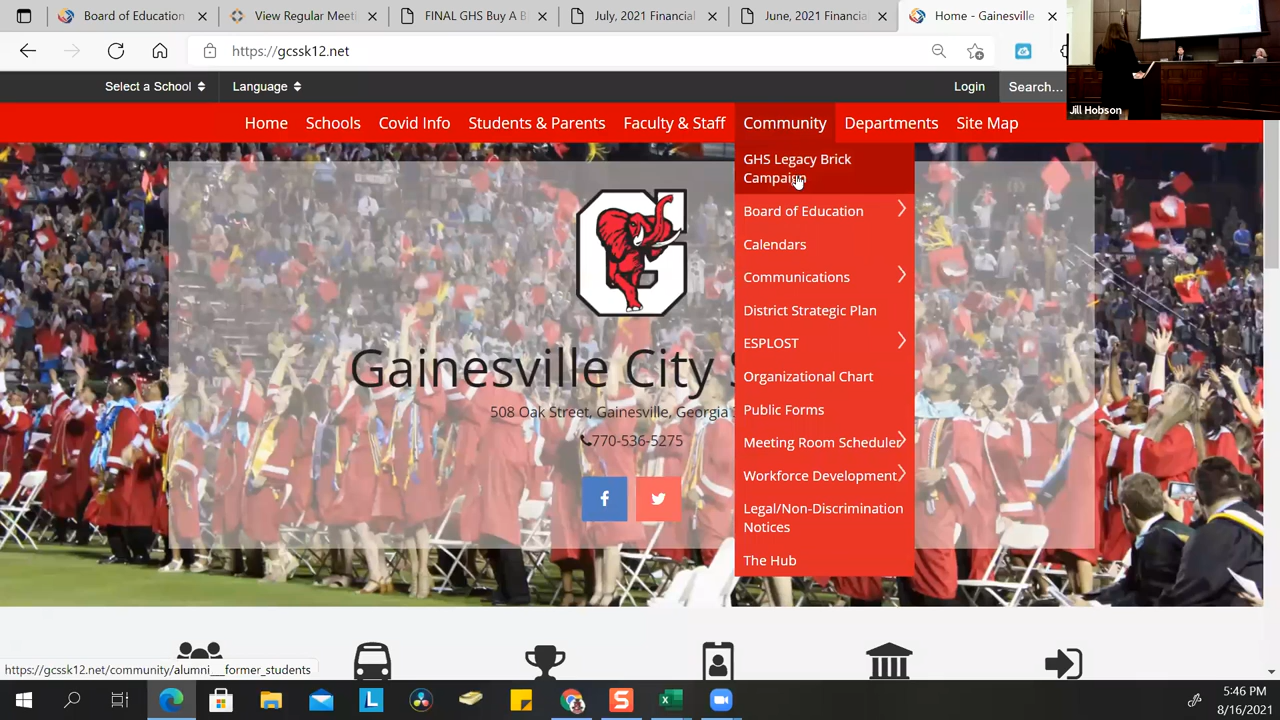 Board of Education
View Regular Meeti
FINAL GHS Buy A B
July, 2021 Financial
June, 2021 Financia
Home - Gainesville
https://gcssk12.net
Jill Hobson
Select a School
Language
Login
Search...
Home
Schools
Covid Info
Students & Parents
Faculty & Staff
Community
Departments
Site Map
GHS Legacy Brick
Campaign
Board of Education
Calendars
Communications
District Strategic Plan
ESPLOST
Organizational Chart
Public Forms
Meeting Room Scheduler
Workforce Development
Legal/Non-Discrimination
Notices
The Hub
G
Gainesville City
508 Oak Street, Gainesville, Georgia
770-536-5275
https://gcssk12.net/community/alumni__former_students
5:46 PM
8/16/2021